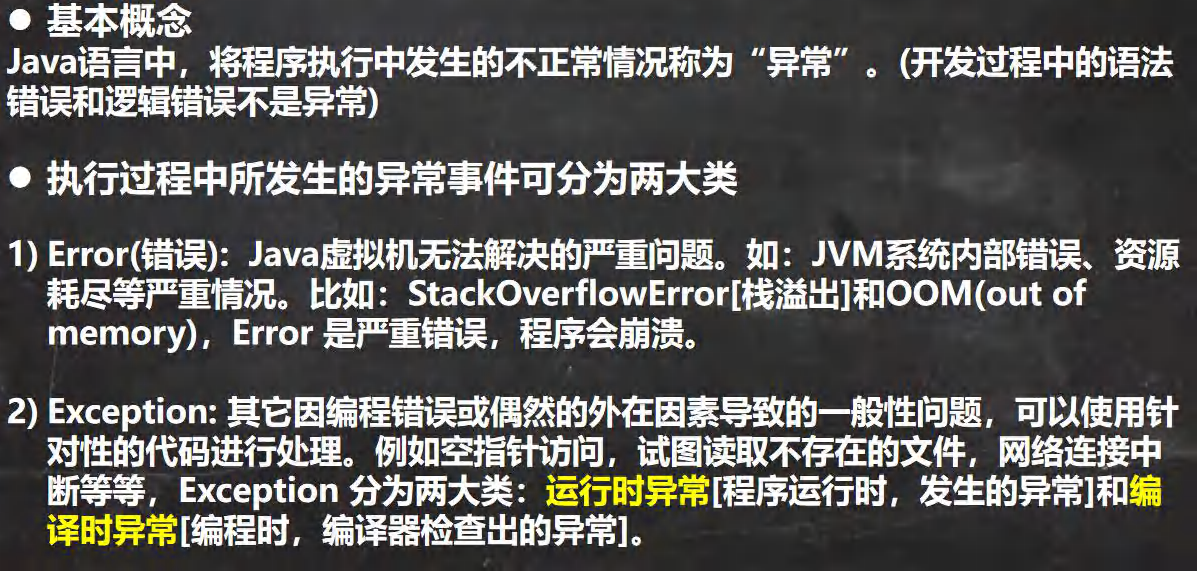 ● 基本概念
Java语言中，将程序执行中发生的不正常情况称为“异常”。(开发过程中的语法
错误和逻辑错误不是异常)
● 执行过程中所发生的异常事件可分为两大类
1) Error(错误)：Java虚拟机无法解决的严重问题。如：JVM系统内部错误、资源
耗尽等严重情况。比如：StackOverflowError[栈溢出]和OOM(out of
memory)，Error 是严重错误，程序会崩溃。
2) Exception: 其它因编程错误或偶然的外在因素导致的一般性问题，可以使用针
对性的代码进行处理。例如空指针访问，试图读取不存在的文件，网络连接中
断等等，Exception 分为两大类：运行时异常[程序运行时，发生的异常]和编
译时异常[编程时，编译器检查出的异常]。